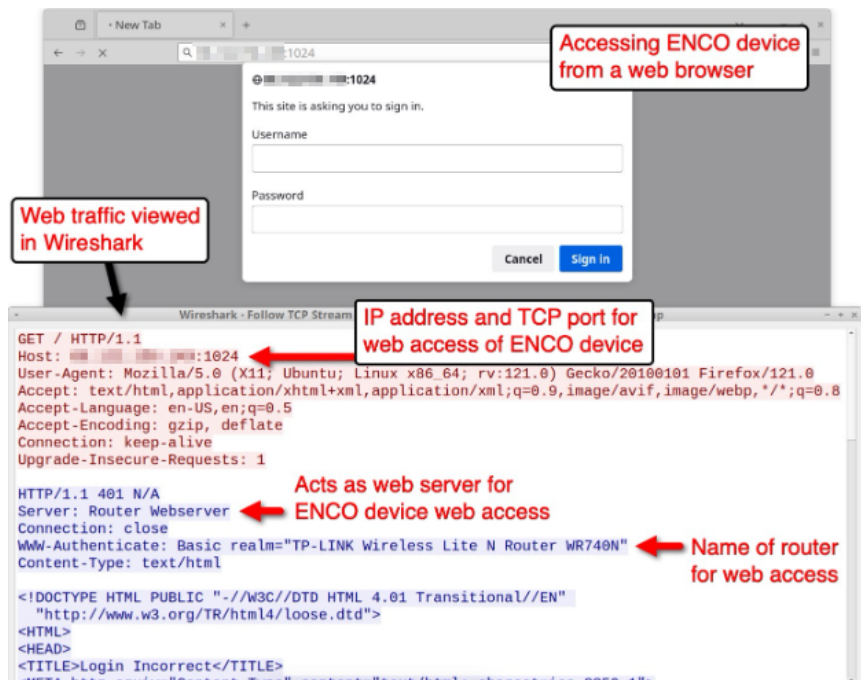 New Tab
:1024
Accessing ENCO device
from a web browser
:1024
This site is asking you to sign in.
Username
Password
Cancel Sign in
Web traffic viewed
in Wireshark
Wireshark - Follow TCP Stream
IP address and TCP port for
web access of ENCO device
GET / HTTP/1.1
Host: :1024
User-Agent: Mozilla/5.0 (X11; Ubuntu; Linux x86_64; rv:121.0) Gecko/20100101 Firefox/121.0
Accept: text/html,application/xhtml+xml,application/xml;q=0.9,image/avif,image/webp,*/*;q=0.8
Accept-Language: en-US,en;q=0.5
Accept-Encoding: gzip, deflate
Connection: keep-alive
Upgrade-Insecure-Requests: 1
HTTP/1.1 401 N/A
Server: Router Webserver
Acts as web server for
ENCO device web access
Connection: close
WWW-Authenticate: Basic realm="TP-LINK Wireless Lite N Router WR740N"
Name of router
for web access
Content-Type: text/html
<!DOCTYPE HTML PUBLIC "-//W3C//DTD HTML 4.01 Transitional//EN"
"http://www.w3.org/TR/html4/loose.dtd">
<HTML>
<HEAD>
<TITLE>Login Incorrect</TITLE>